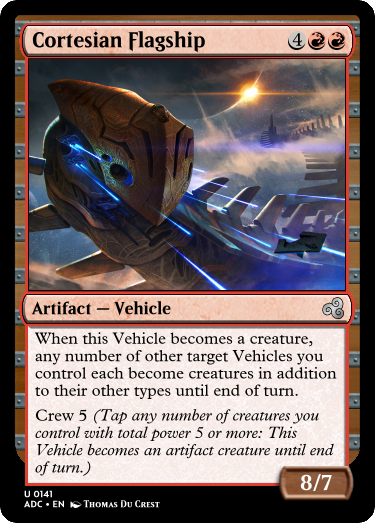 Cortesian Flagship 4
Artifact — Vehicle
When this Vehicle becomes a creature,
any number of other target Vehicles you
control each become creatures in addition
to their other types until end of turn.
Crew 5 (Tap any number of creatures you
control with total power 5 or more: This
Vehicle becomes an artifact creature until end
of turn.)
8/7
U 0141
ADC • EN Thomas Du Crest